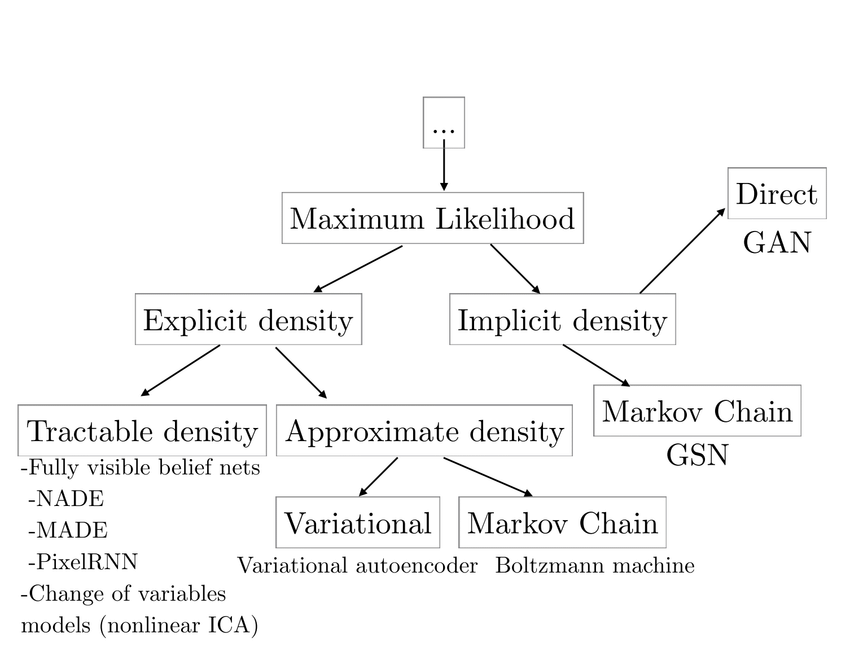 ...
Maximum Likelihood
Direct
GAN
Explicit density
Implicit density
Tractable density
-Fully visible belief nets
-NADE
-MADE
-PixelRNN
-Change of variables
models (nonlinear ICA)
Approximate density
Variational
Variational autoencoder
Markov Chain
Boltzmann machine
Markov Chain
GSN